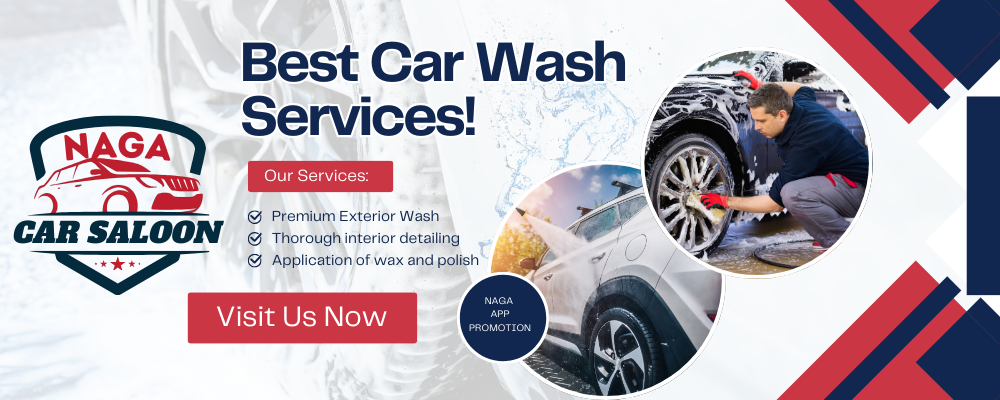 Best Car Wash
Services!
NAGA
CAR SALOON
Our Services:
Premium Exterior Wash
Thorough interior detailing
Application of wax and polish
Visit Us Now
NAGA
APP
PROMOTION